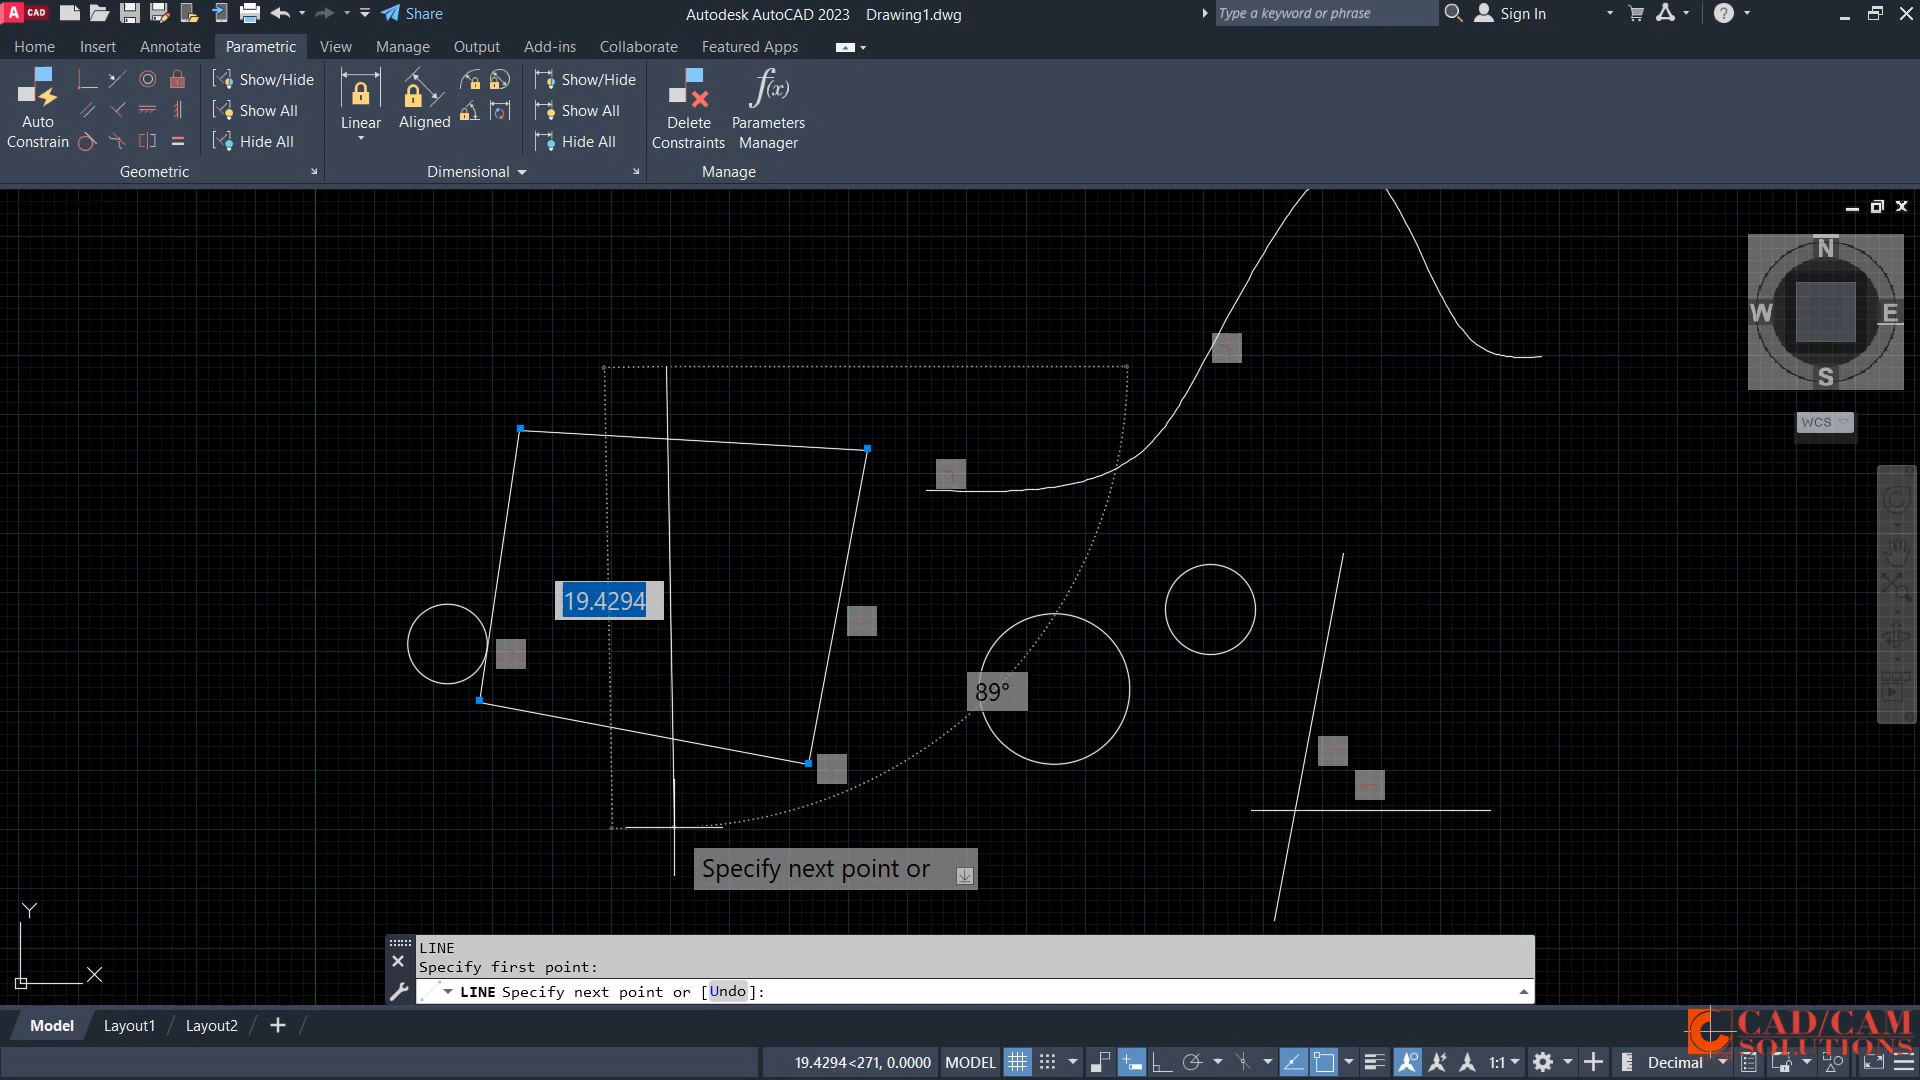 A CAD
Share
Autodesk AutoCAD 2023 Drawing1.dwg
Type a keyword or phrase
Sign In
Home Insert Annotate Parametric View Manage Output Add-ins Collaborate Featured Apps
Auto
Constrain
Show/Hide
Show All
Hide All
Linear
Aligned
Show/Hide
Show All
Hide All
Delete
Constraints
f(x)
Parameters
Manager
Geometric
Dimensional
Manage
N
W E
S
WCS
19.4294
89°
Specify next point or
Y
X
LINE
Specify first point:
LINE Specify next point or [Undo]:
Model Layout1 Layout2
CAD/CAM
SOLUTIONS
19.4294<271, 0.0000 MODEL 1:1 Decimal